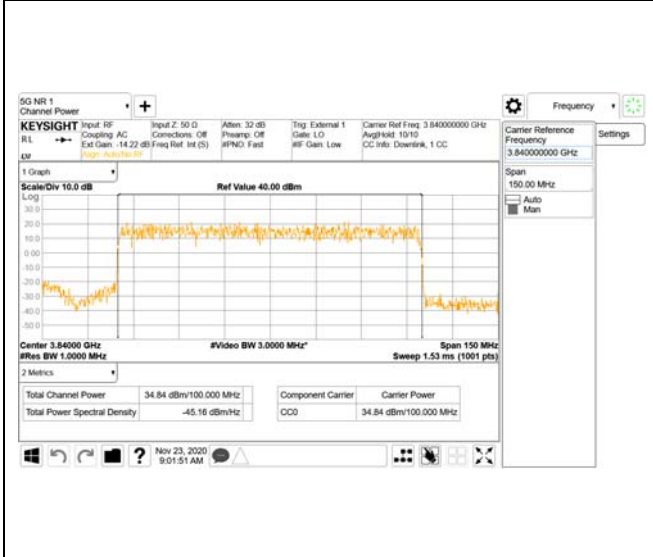 5G NR 1
Channel Power
Frequency
KEYSIGHT Input: RF Input Z: 50 Ω Atten: 32 dB Trig: External 1 Carrier Ref Freq: 3.840000000 GHz
RL Coupling: AC Corrections: Off Preamp: Off Gate: LO Avg|Hold: 10/10
Ext Gain: -14.22 dB Freq Ref: Int (S) #PNO: Fast #IF Gain: Low CC Info: Downlink, 1 CC
Align: Auto/No RF
Carrier Reference
Frequency
3.840000000 GHz
Settings
Span
150.00 MHz
Auto
Man
1 Graph
Scale/Div 10.0 dB Ref Value 40.00 dBm
Log
30.0
20.0
10.0
0.00
-10.0
-20.0
-30.0
-40.0
-50.0
Center 3.84000 GHz #Video BW 3.0000 MHz* Span 150 MHz
#Res BW 1.0000 MHz Sweep 1.53 ms (1001 pts)
2 Metrics
Total Channel Power 34.84 dBm/100.000 MHz Component Carrier Carrier Power
Total Power Spectral Density -45.16 dBm/Hz CC0 34.84 dBm/100.000 MHz
Nov 23, 2020
9:01:51 AM